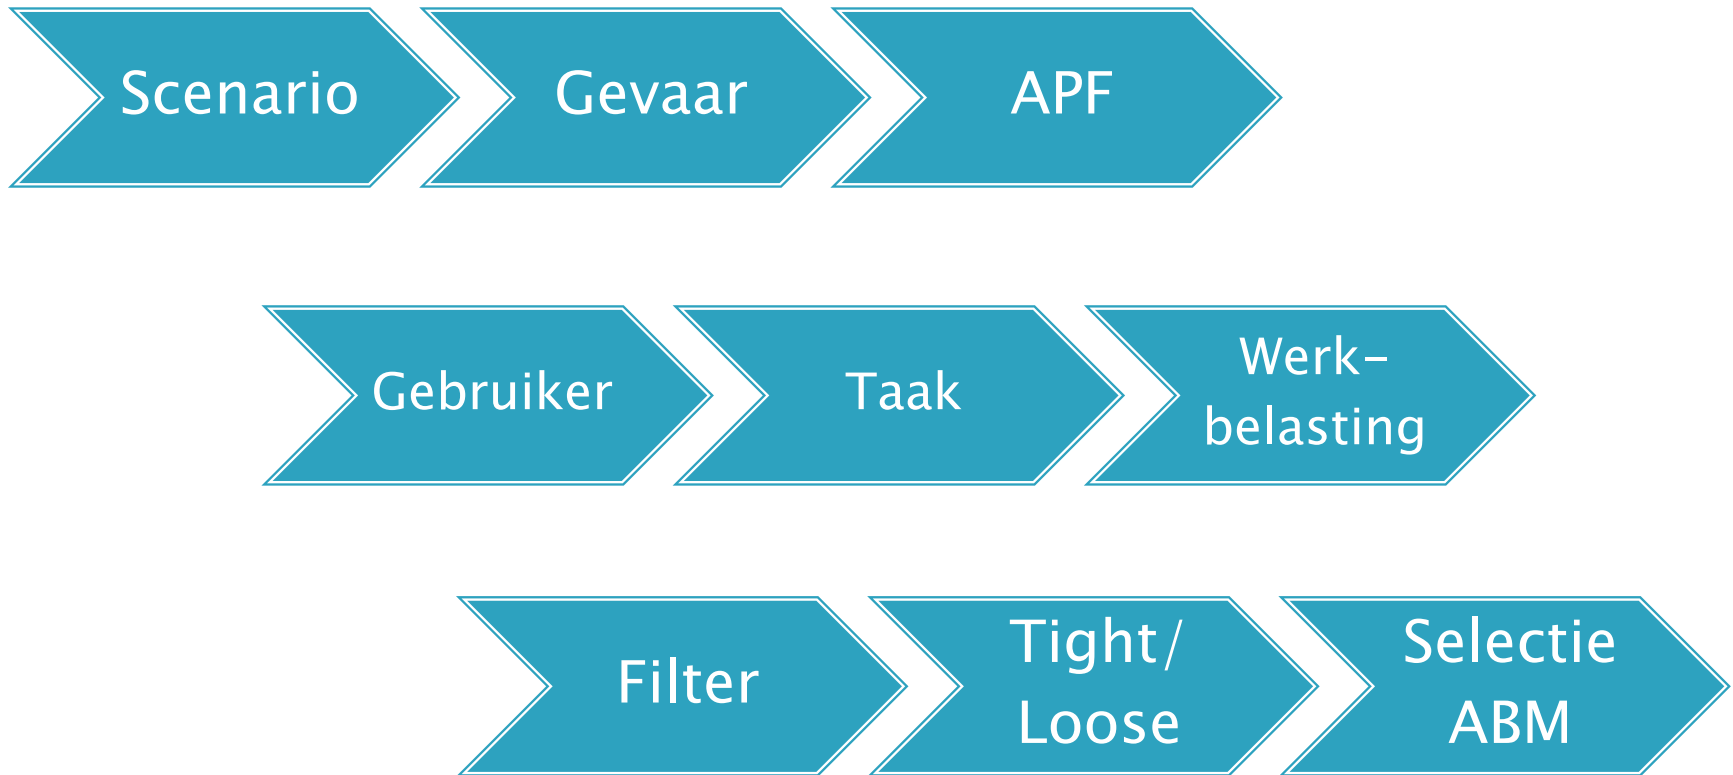 Scenario
Gevaar
APF
Gebruiker
Taak
Werk-
belasting
Filter
Tight/
Loose
Selectie
ABM